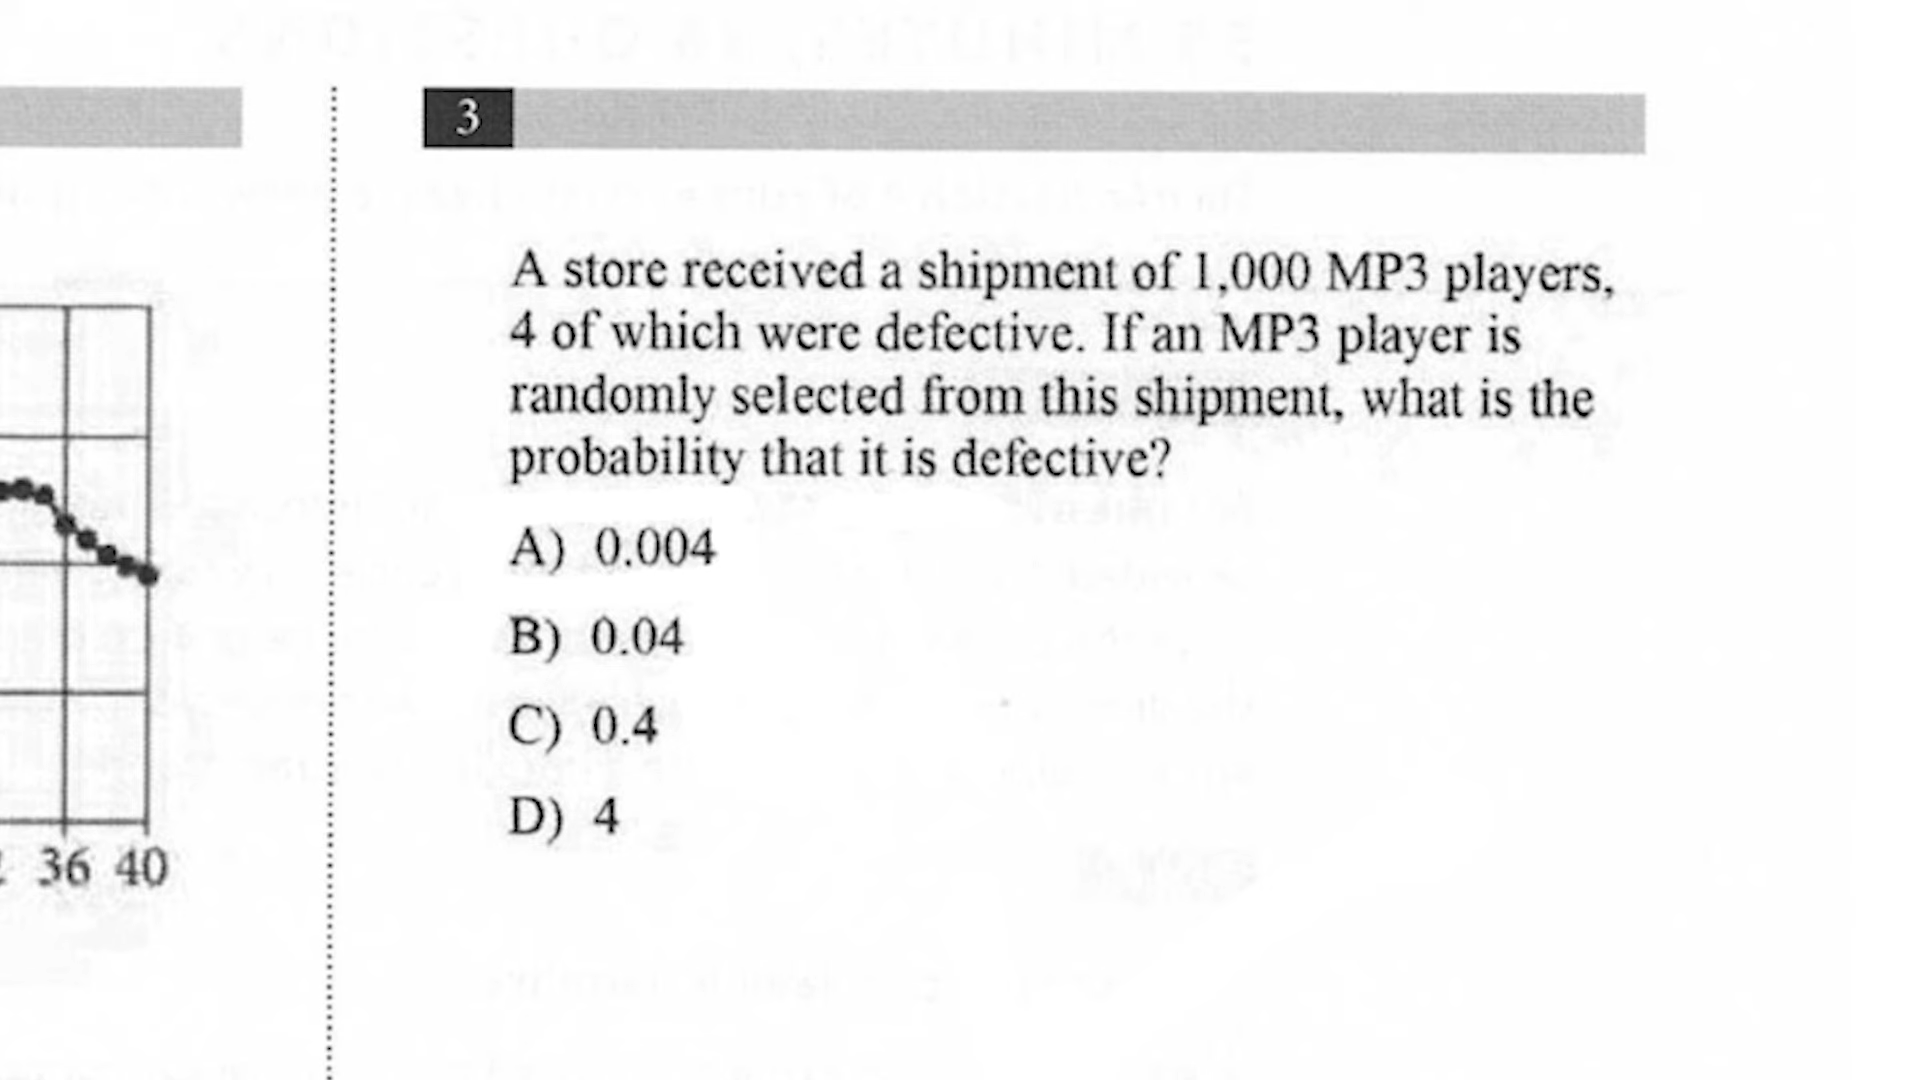 3
A store received a shipment of 1,000 MP3 players,
4 of which were defective. If an MP3 player is
randomly selected from this shipment, what is the
probability that it is defective?
A) 0.004
B) 0.04
C) 0.4
D) 4
36 40